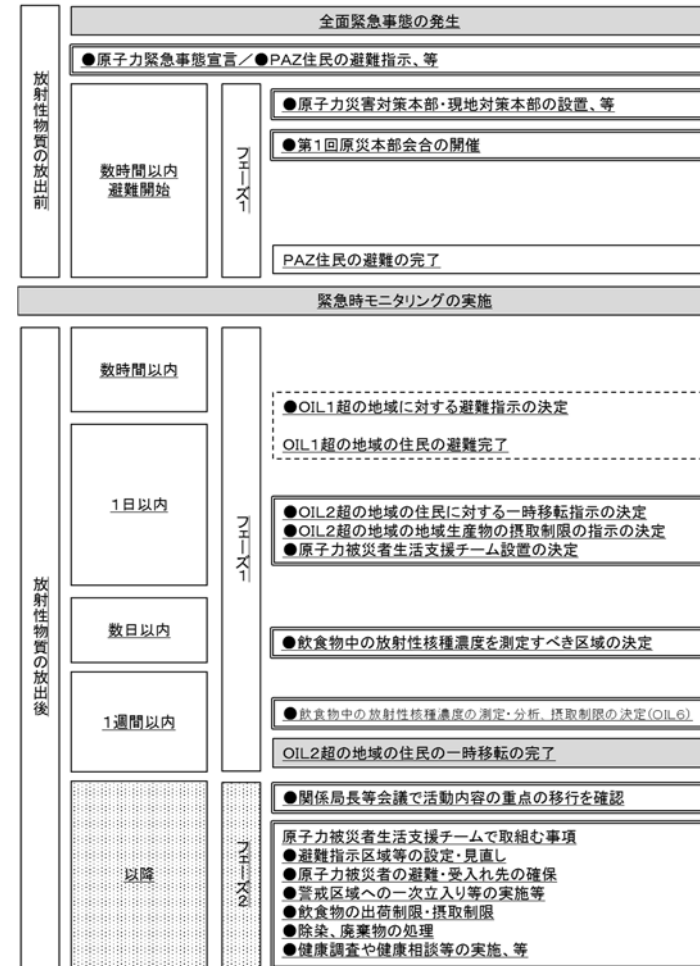 全面緊急事態の発生
●原子力緊急事態宣言／●PAZ住民の避難指示、等
放射性物質の放出前
数時間以内
避難開始
フェーズ1
●原子力災害対策本部・現地対策本部の設置、等
●第1回原災本部会合の開催
PAZ住民の避難の完了
緊急時モニタリングの実施
放射性物質の放出後
数時間以内
1日以内
数日以内
1週間以内
フェーズ1
●OIL1超の地域に対する避難指示の決定
OIL1超の地域の住民の避難完了
●OIL2超の地域の住民に対する一時移転指示の決定
●OIL2超の地域の地域生産物の摂取制限の指示の決定
●原子力被災者生活支援チーム設置の決定
●飲食物中の放射性核種濃度を測定すべき区域の決定
●飲食物中の放射性核種濃度の測定・分析、摂取制限の決定(OIL6)
OIL2超の地域の住民の一時移転の完了
以降
フェーズ2
●関係局長等会議で活動内容の重点の移行を確認
原子力被災者生活支援チームで取組む事項
●避難指示区域等の設定・見直し
●原子力被災者の避難・受入れ先の確保
●警戒区域への一次立入り等の実施等
●飲食物の出荷制限・摂取制限
●除染、廃棄物の処理
●健康調査や健康相談等の実施、等